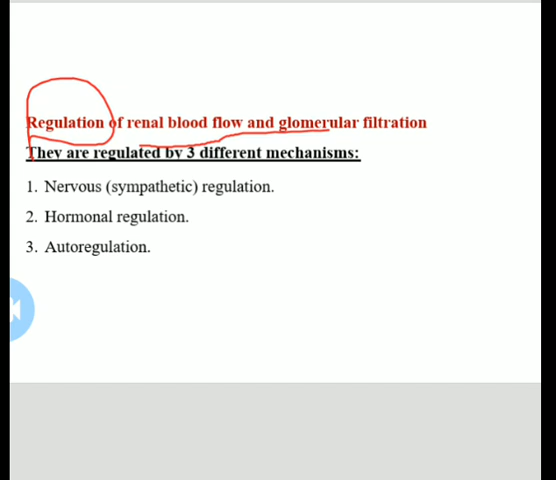 Regulation of renal blood flow and glomerular filtration
They are regulated by 3 different mechanisms:
1. Nervous (sympathetic) regulation.
2. Hormonal regulation.
3. Autoregulation.